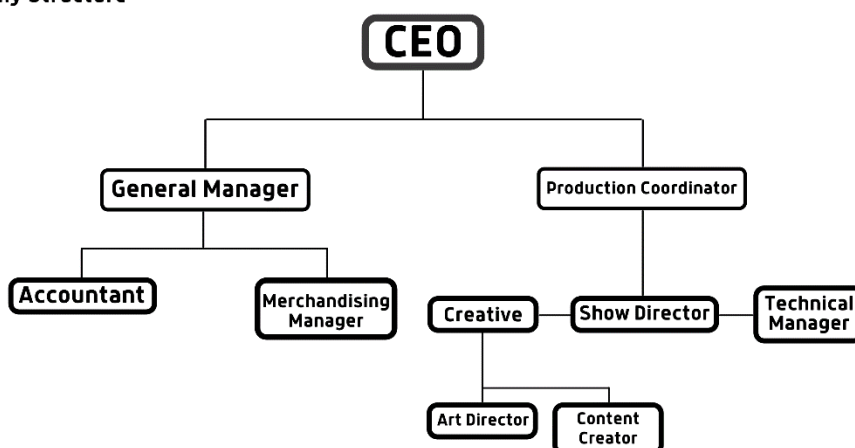 CEO
General Manager
Production Coordinator
Accountant
Merchandising
Manager
Creative
Show Director
Technical
Manager
Art Director
Content
Creator